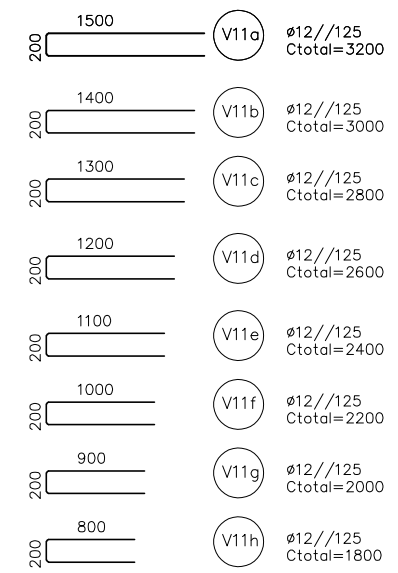 1500
200
V11a
ø12//125
Ctotal=3200
1400
200
V11b
ø12//125
Ctotal=3000
1300
200
V11c
ø12//125
Ctotal=2800
1200
200
V11d
ø12//125
Ctotal=2600
1100
200
V11e
ø12//125
Ctotal=2400
1000
200
V11f
ø12//125
Ctotal=2200
900
200
V11g
ø12//125
Ctotal=2000
800
200
V11h
ø12//125
Ctotal=1800